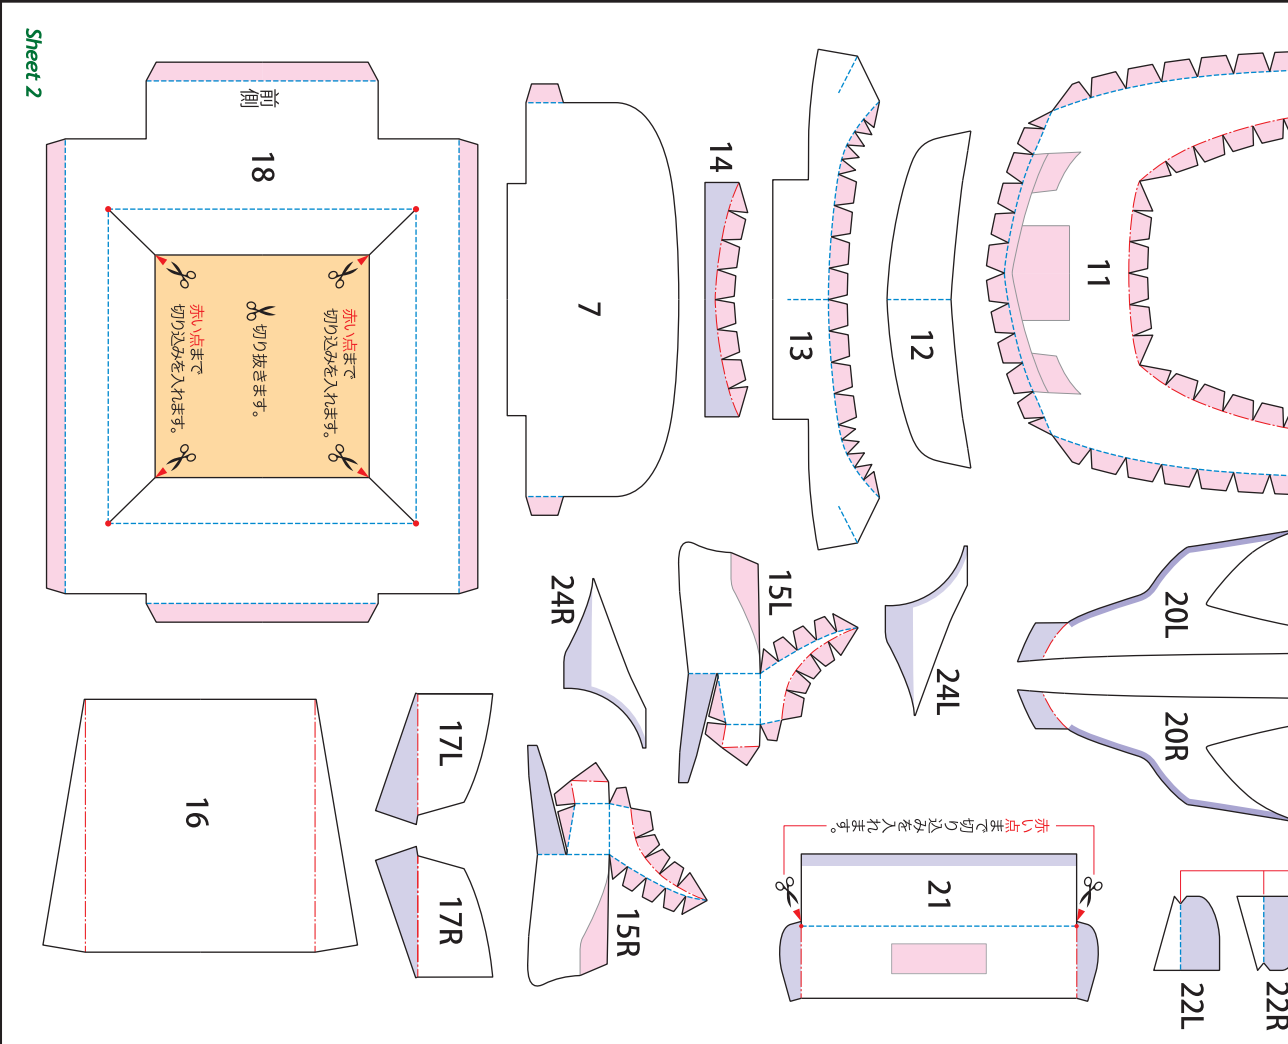 Sheet 2
前側
18
赤い点まで
切り込みを入れます。
切り抜きます。
赤い点まで
切り込みを入れます。
7
14
13
12
11
24R
15L
24L
20L
20R
16
17L
17R
15R
赤い点まで切り込みを入れます。
21
22L
22R